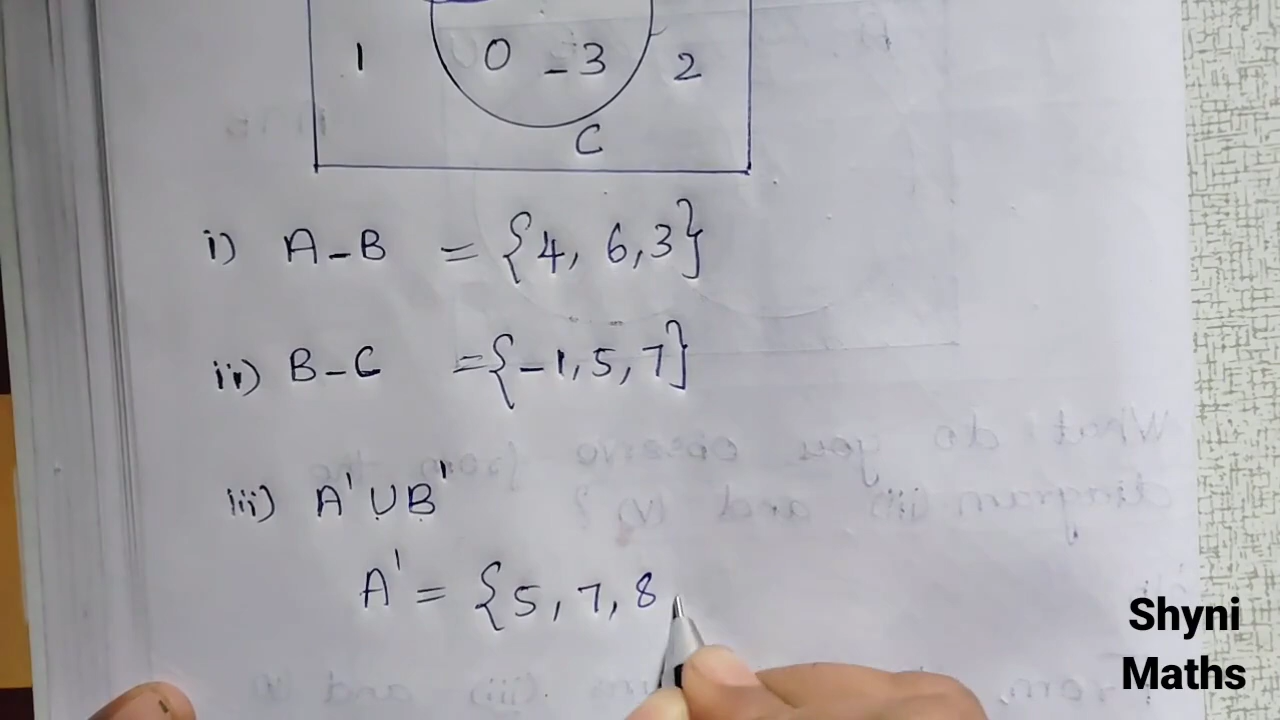 1 0 -3 2
C
i) A-B = {4, 6, 3}
ii) B-C = {-1, 5, 7}
iii) A' ∪ B'
A' = {5, 7, 8
Shyni
Maths